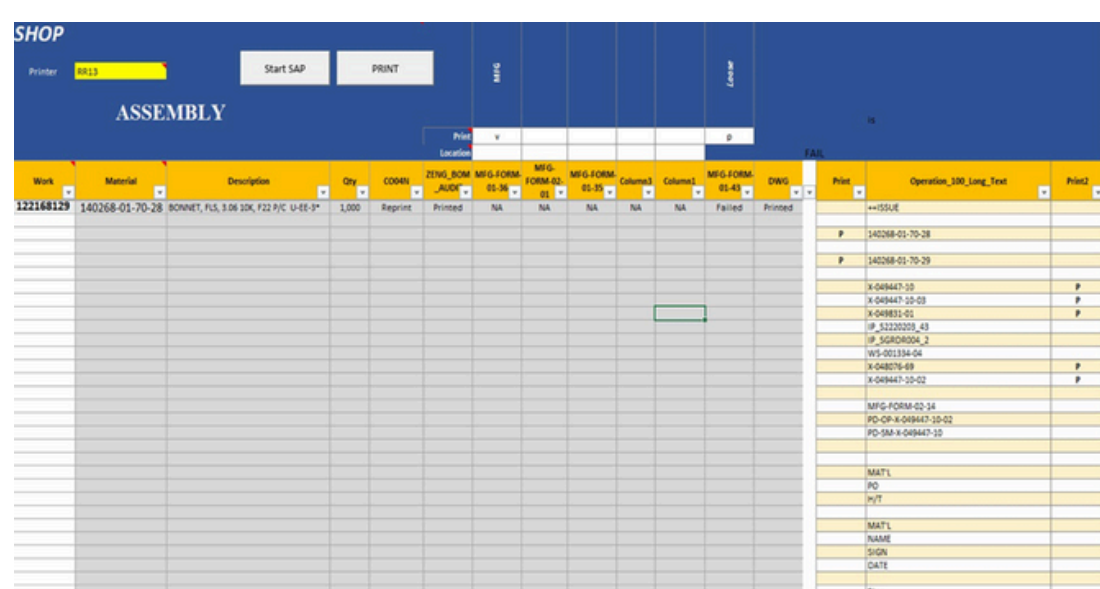 SHOP
Printer RR13 Start SAP PRINT MFG Loose
ASSEMBLY
is
Print v p
Location FAIL
Work Material Description Qty CO04N ZENG_BOM_AUDIT MFG-FORM-01-36 MFG-FORM-02-01 MFG-FORM-01-35 Column3 Column1 MFG-FORM-01-43 DWG Print Operation_100_Long_Text Print2
122168129 140268-01-70-28 BONNET, FLS, 3.06 10K, F22 P/C U-EE-3* 1,000 Reprint Printed NA NA NA NA NA Failed Printed ++ISSUE
P 140268-01-70-28
P 140268-01-70-29
X-049447-10 P
X-049447-10-03 P
X-049831-01 P
IP_S2220203_43
IP_SGRDR004_2
WS-001334-04
X-048076-69 P
X-049447-10-02 P
MFG-FORM-02-14
PD-OP-X-049447-10-02
PD-SM-X-049447-10
MAT'L
PO
H/T
MAT'L
NAME
SIGN
DATE